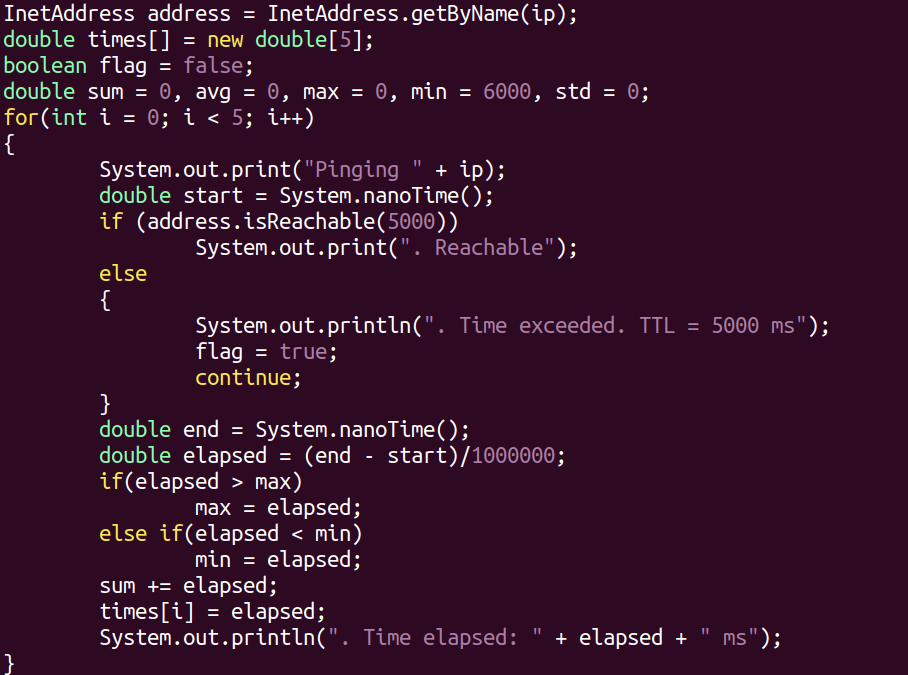 InetAddress address = InetAddress.getByName(ip);
double times[] = new double[5];
boolean flag = false;
double sum = 0, avg = 0, max = 0, min = 6000, std = 0;
for(int i = 0; i < 5; i++)
{
        System.out.print("Pinging " + ip);
        double start = System.nanoTime();
        if (address.isReachable(5000))
                System.out.print(". Reachable");
        else
        {
                System.out.println(". Time exceeded. TTL = 5000 ms");
                flag = true;
                continue;
        }
        double end = System.nanoTime();
        double elapsed = (end - start)/1000000;
        if(elapsed > max)
                max = elapsed;
        else if(elapsed < min)
                min = elapsed;
        sum += elapsed;
        times[i] = elapsed;
        System.out.println(". Time elapsed: " + elapsed + " ms");
}